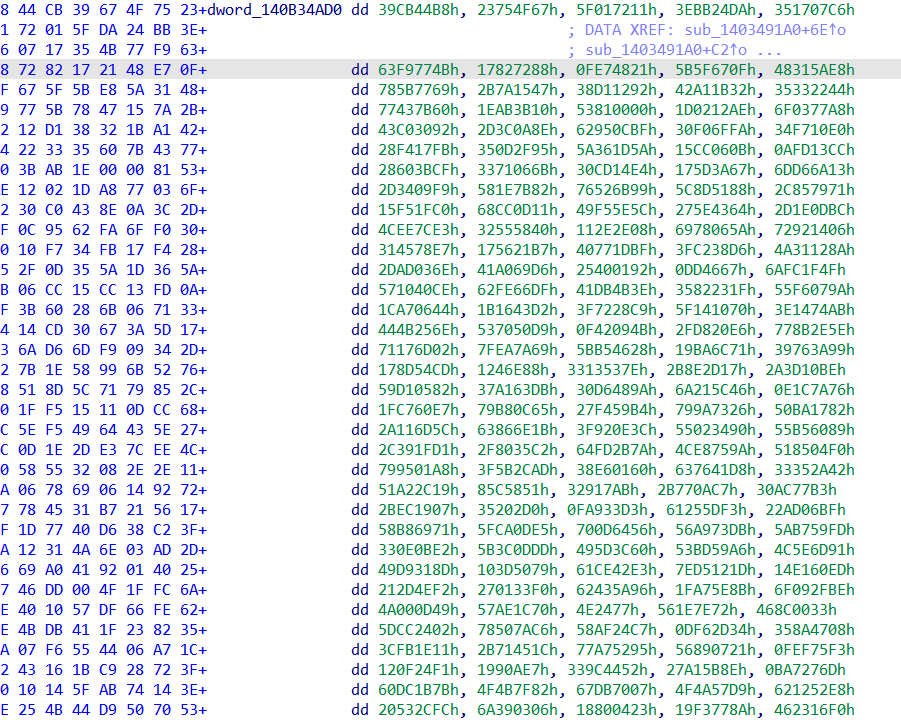 8 44 CB 39 67 4F 75 23+dword_140B34AD0 dd 39CB44B8h, 23754F67h, 5F017211h, 3EBB24DAh, 351707C6h
1 72 01 5F DA 24 BB 3E+ ; DATA XREF: sub_1403491A0+6E↑o
6 07 17 35 4B 77 F9 63+ ; sub_1403491A0+C2↑o ...
8 72 82 17 21 48 E7 0F+ dd 63F9774Bh, 17827288h, 0FE74821h, 5B5F670Fh, 48315AE8h
F 67 5F 5B E8 5A 31 48+ dd 785B7769h, 2B7A1547h, 38D11292h, 42A11B32h, 35332244h
9 77 5B 78 47 15 7A 2B+ dd 77437B60h, 1EAB3B10h, 53810000h, 1D0212AEh, 6F0377A8h
2 12 D1 38 32 1B A1 42+ dd 43C03092h, 2D3C0A8Eh, 62950CBFh, 30F06FFAh, 34F710E0h
4 22 33 35 60 7B 43 77+ dd 28F417FBh, 350D2F95h, 5A361D5Ah, 15CC060Bh, 0AFD13CCh
0 3B AB 1E 00 00 81 53+ dd 28603BCFh, 3371066Bh, 30CD14E4h, 175D3A67h, 6DD66A13h
E 12 02 1D A8 77 03 6F+ dd 2D3409F9h, 581E7B82h, 76526B99h, 5C8D5188h, 2C857971h
2 30 C0 43 8E 0A 3C 2D+ dd 15F51FC0h, 68CC0D11h, 49F55E5Ch, 275E4364h, 2D1E0DBCh
F 0C 95 62 FA 6F F0 30+ dd 4CEE7CE3h, 32555840h, 112E2E08h, 6978065Ah, 72921406h
0 10 F7 34 FB 17 F4 28+ dd 314578E7h, 175621B7h, 40771DBFh, 3FC238D6h, 4A31128Ah
5 2F 0D 35 5A 1D 36 5A+ dd 2DAD036Eh, 41A069D6h, 25400192h, 0DD4667h, 6AFC1F4Fh
B 06 CC 15 CC 13 FD 0A+ dd 571040CEh, 62FE66DFh, 41DB4B3Eh, 3582231Fh, 55F6079Ah
F 3B 60 28 6B 06 71 33+ dd 1CA70644h, 1B1643D2h, 3F7228C9h, 5F141070h, 3E1474ABh
4 14 CD 30 67 3A 5D 17+ dd 444B256Eh, 537050D9h, 0F42094Bh, 2FD820E6h, 778B2E5Eh
3 6A D6 6D F9 09 34 2D+ dd 71176D02h, 7FEA7A69h, 5BB54628h, 19BA6C71h, 39763A99h
2 7B 1E 58 99 6B 52 76+ dd 178D54CDh, 1246E88h, 3313537Eh, 2B8E2D17h, 2A3D10BEh
8 51 8D 5C 71 79 85 2C+ dd 59D10582h, 37A163DBh, 30D6489Ah, 6A215C46h, 0E1C7A76h
0 1F F5 15 11 0D CC 68+ dd 1FC760E7h, 79B80C65h, 27F459B4h, 799A7326h, 50BA1782h
C 5E F5 49 64 43 5E 27+ dd 2A116D5Ch, 63866E1Bh, 3F920E3Ch, 55023490h, 55B56089h
C 0D 1E 2D E3 7C EE 4C+ dd 2C391FD1h, 2F8035C2h, 64FD2B7Ah, 4CE8759Ah, 518504F0h
0 58 55 32 08 2E 2E 11+ dd 799501A8h, 3F5B2CADh, 38E60160h, 637641D8h, 33352A42h
A 06 78 69 06 14 92 72+ dd 51A22C19h, 85C5851h, 32917ABh, 2B770AC7h, 30AC77B3h
7 78 45 31 B7 21 56 17+ dd 2BEC1907h, 35202D0h, 0FA933D3h, 61255DF3h, 22AD06BFh
F 1D 77 40 D6 38 C2 3F+ dd 58B86971h, 5FCA0DE5h, 700D6456h, 56A973DBh, 5AB759FDh
A 12 31 4A 6E 03 AD 2D+ dd 330E0BE2h, 5B3C0DDDh, 495D3C60h, 53BD59A6h, 4C5E6D91h
6 69 A0 41 92 01 40 25+ dd 49D9318Dh, 103D5079h, 61CE42E3h, 7ED5121Dh, 14E160EDh
7 46 DD 00 4F 1F FC 6A+ dd 212D4EF2h, 270133F0h, 62435A96h, 1FA75E8Bh, 6F092FBEh
E 40 10 57 DF 66 FE 62+ dd 4A000D49h, 57AE1C70h, 4E2477h, 561E7E72h, 468C0033h
E 4B DB 41 1F 23 82 35+ dd 5DCC2402h, 78507AC6h, 58AF24C7h, 0DF62D34h, 358A4708h
A 07 F6 55 44 06 A7 1C+ dd 3CFB1E11h, 2B71451Ch, 77A75295h, 56890721h, 0FEF75F3h
2 43 16 1B C9 28 72 3F+ dd 120F24F1h, 1990AE7h, 339C4452h, 27A15B8Eh, 0BA7276Dh
0 10 14 5F AB 74 14 3E+ dd 60DC1B7Bh, 4F4B7F82h, 67DB7007h, 4F4A57D9h, 621252E8h
E 25 4B 44 D9 50 70 53+ dd 20532CFCh, 6A390306h, 18800423h, 19F3778Ah, 462316F0h